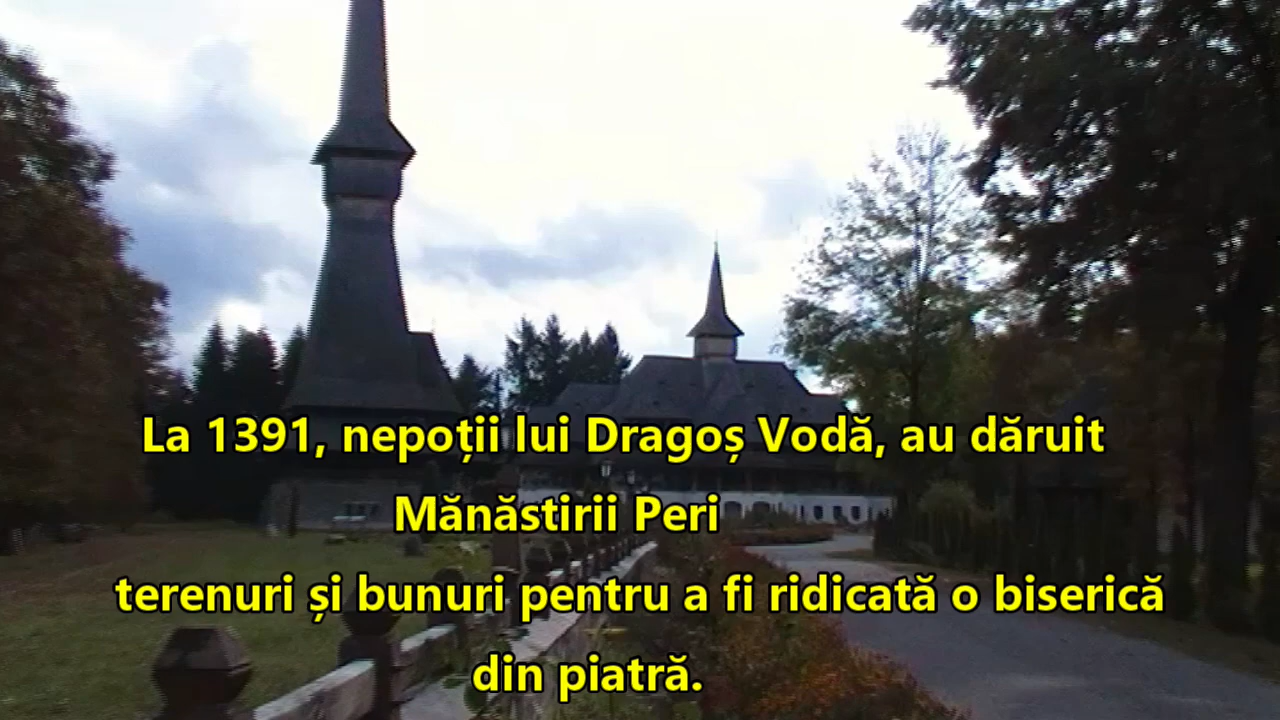 La 1391, nepoții lui Dragoș Vodă, au dăruit
Mănăstirii Peri
terenuri și bunuri pentru a fi ridicată o biserică
din piatră.